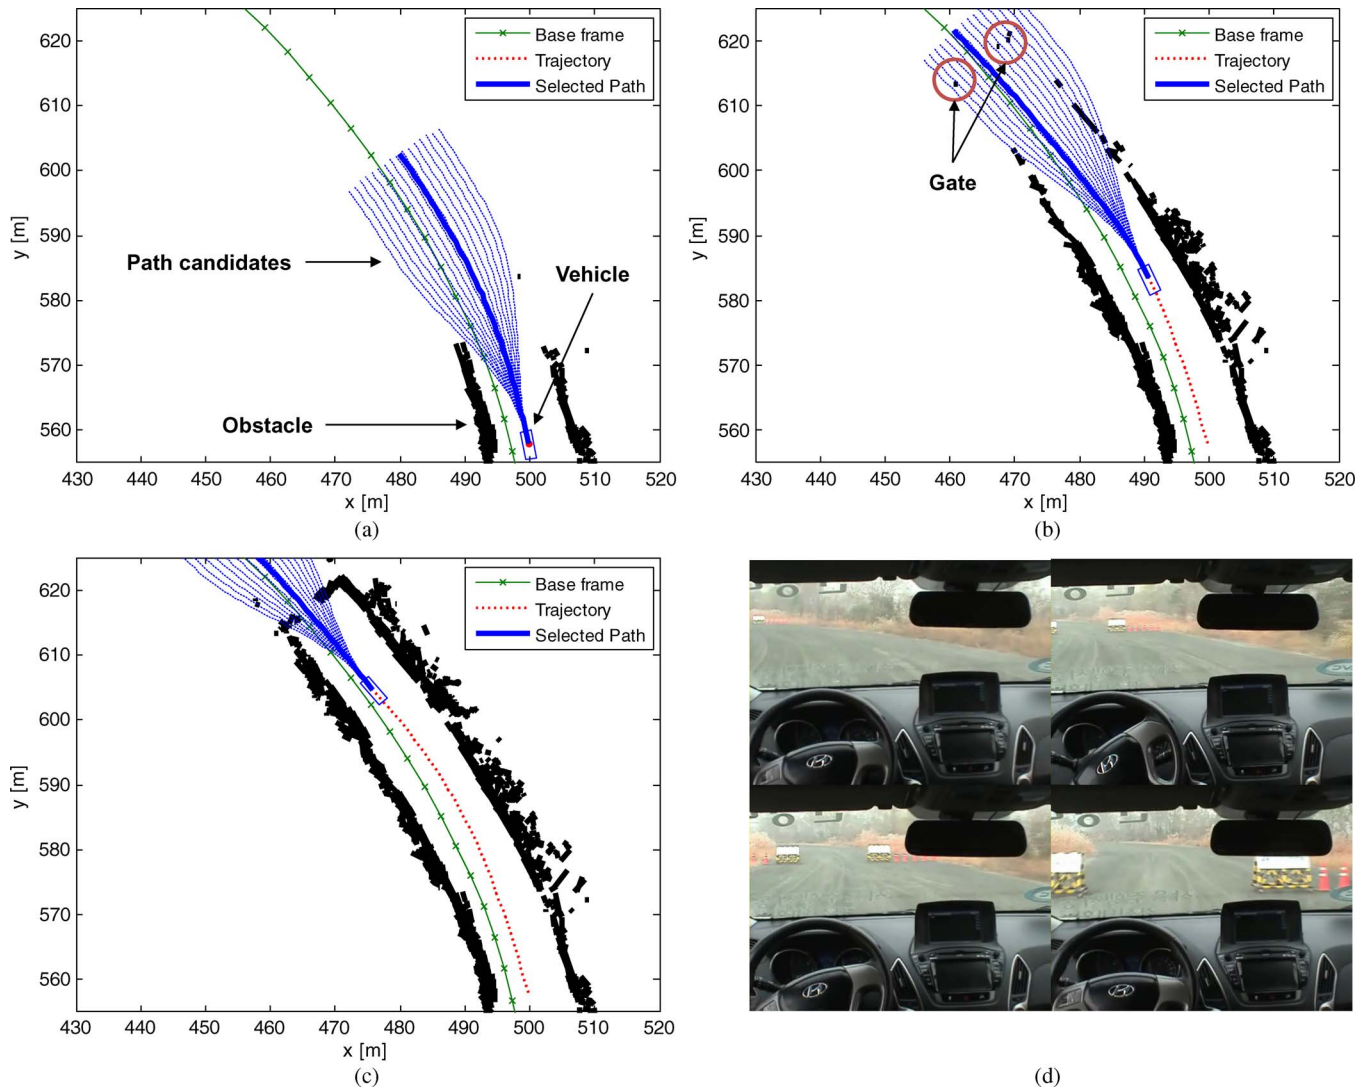 620
610
600
590
580
570
560
y [m]
430 440 450 460 470 480 490 500 510 520
x [m]
Base frame
Trajectory
Selected Path
Path candidates
Vehicle
Obstacle
(a)
620
610
600
590
580
570
560
y [m]
430 440 450 460 470 480 490 500 510 520
x [m]
Base frame
Trajectory
Selected Path
Gate
(b)
620
610
600
590
580
570
560
y [m]
430 440 450 460 470 480 490 500 510 520
x [m]
Base frame
Trajectory
Selected Path
(c)
(d)